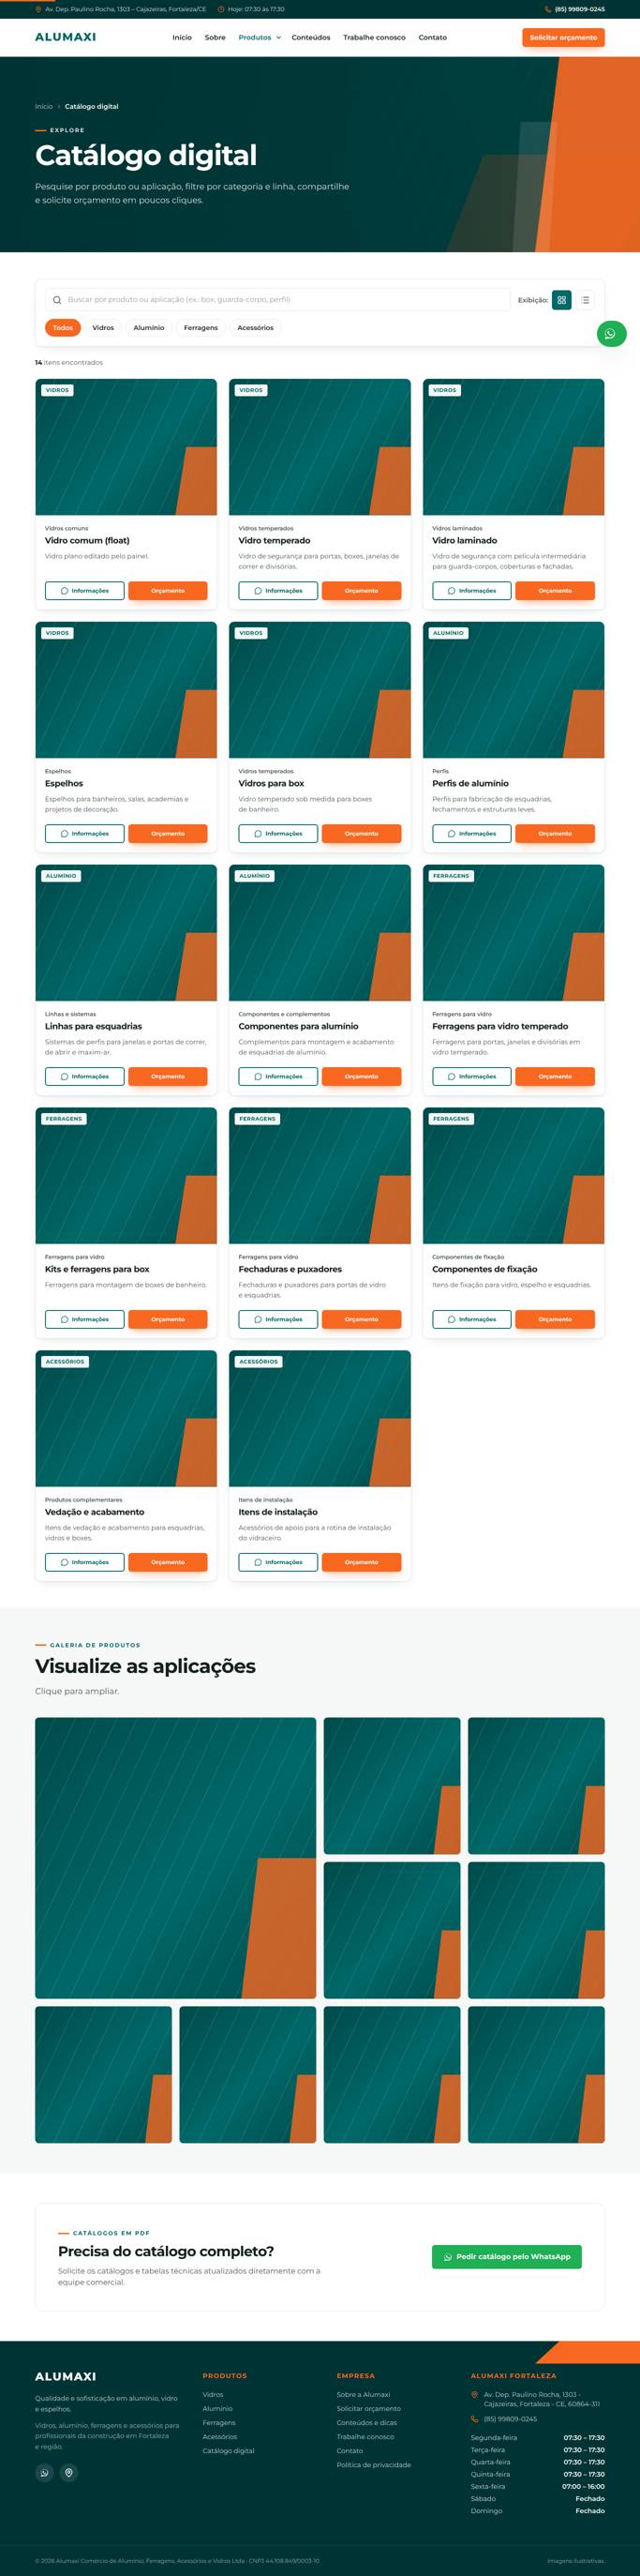 Av. Dep. Paulino Rocha, 1303 – Cajazeiras, Fortaleza/CE
Hoje: 07:30 às 17:30
(85) 99809-0245
ALUMAXI
Início
Sobre
Produtos
Conteúdos
Trabalhe conosco
Contato
Solicitar orçamento
Início > Catálogo digital
EXPLORE
Catálogo digital
Pesquise por produto ou aplicação, filtre por categoria e linha, compartilhe
e solicite orçamento em poucos cliques.
Buscar por produto ou aplicação (ex.: box, guarda-corpo, perfil)
Exibição:
Todos
Vidros
Alumínio
Ferragens
Acessórios
14 itens encontrados
VIDROS
Vidros comuns
Vidro comum (float)
Vidro plano editado pelo painel.
Informações
Orçamento
VIDROS
Vidros temperados
Vidro temperado
Vidro de segurança para portas, boxes, janelas de
correr e divisórias.
Informações
Orçamento
VIDROS
Vidros laminados
Vidro laminado
Vidro de segurança com película intermediária
para guarda-corpos, coberturas e fachadas.
Informações
Orçamento
VIDROS
Espelhos
Espelhos
Espelhos para banheiros, salas, academias e
projetos de decoração.
Informações
Orçamento
VIDROS
Vidros temperados
Vidros para box
Vidro temperado sob medida para boxes
de banheiro.
Informações
Orçamento
ALUMÍNIO
Perfis
Perfis de alumínio
Perfis para fabricação de esquadrias,
fechamentos e estruturas leves.
Informações
Orçamento
ALUMÍNIO
Linhas e sistemas
Linhas para esquadrias
Sistemas de perfis para janelas e portas de correr,
de abrir e maxim-ar.
Informações
Orçamento
ALUMÍNIO
Componentes e complementos
Componentes para alumínio
Complementos para montagem e acabamento
de esquadrias de alumínio.
Informações
Orçamento
FERRAGENS
Ferragens para vidro
Ferragens para vidro temperado
Ferragens para portas, janelas e divisórias em
vidro temperado.
Informações
Orçamento
FERRAGENS
Ferragens para vidro
Kits e ferragens para box
Ferragens para montagem de boxes de banheiro.
Informações
Orçamento
FERRAGENS
Ferragens para vidro
Fechaduras e puxadores
Fechaduras e puxadores para portas de vidro
e esquadrias.
Informações
Orçamento
FERRAGENS
Componentes de fixação
Componentes de fixação
Itens de fixação para vidro, espelho e esquadrias.
Informações
Orçamento
ACESSÓRIOS
Produtos complementares
Vedação e acabamento
Itens de vedação e acabamento para esquadrias,
vidros e boxes.
Informações
Orçamento
ACESSÓRIOS
Itens de instalação
Itens de instalação
Acessórios de apoio para a rotina de instalação
do vidraceiro.
Informações
Orçamento
GALERIA DE PRODUTOS
Visualize as aplicações
Clique para ampliar.
CATÁLOGOS EM PDF
Precisa do catálogo completo?
Solicite os catálogos e tabelas técnicas atualizados diretamente com a
equipe comercial.
Pedir catálogo pelo WhatsApp
ALUMAXI
Qualidade e sofisticação em alumínio, vidro
e espelhos.
Vidros, alumínio, ferragens e acessórios para
profissionais da construção em Fortaleza
e região.
PRODUTOS
Vidros
Alumínio
Ferragens
Acessórios
Catálogo digital
EMPRESA
Sobre a Alumaxi
Solicitar orçamento
Conteúdos e dicas
Trabalhe conosco
Contato
Política de privacidade
ALUMAXI FORTALEZA
Av. Dep. Paulino Rocha, 1303 -
Cajazeiras, Fortaleza - CE, 60864-311
(85) 99809-0245
Segunda-feira 07:30 – 17:30
Terça-feira 07:30 – 17:30
Quarta-feira 07:30 – 17:30
Quinta-feira 07:30 – 17:30
Sexta-feira 07:00 – 16:00
Sábado Fechado
Domingo Fechado
© 2026 Alumaxi Comércio de Alumínio, Ferragens, Acessórios e Vidros Ltda · CNPJ 44.108.849/0003-10
Imagens ilustrativas.